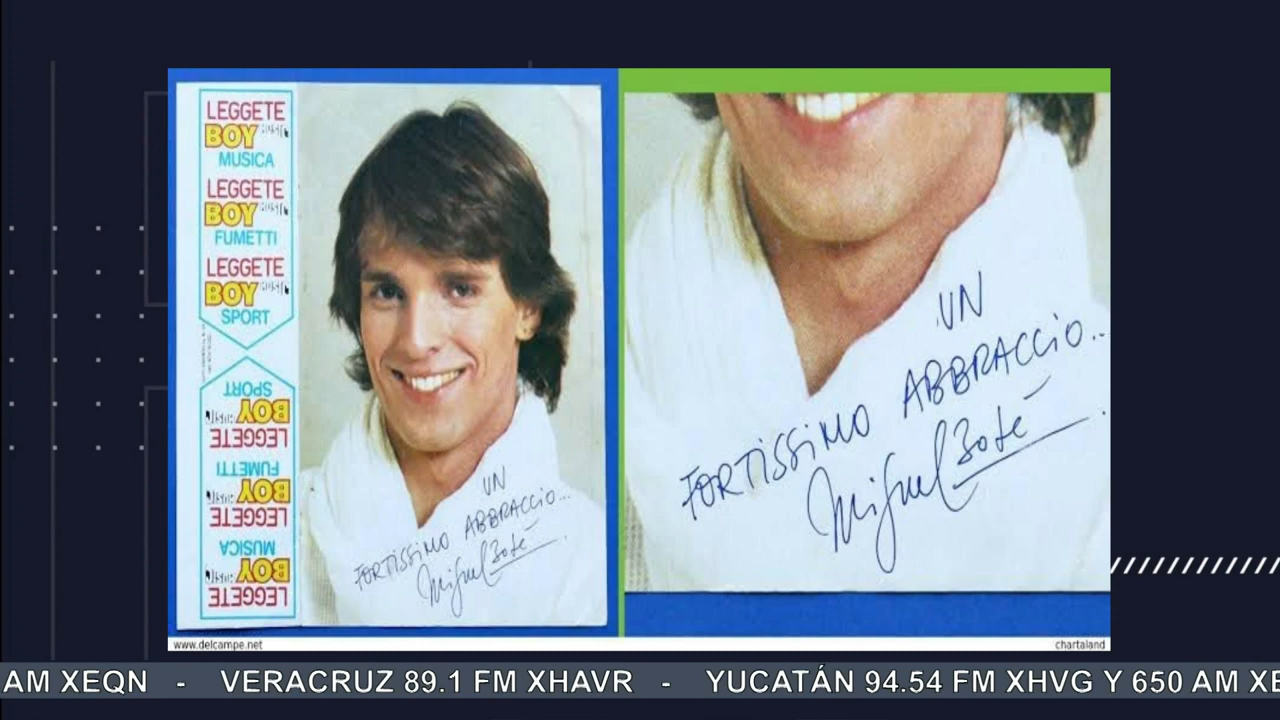 LEGGETE
BOY
MUSICA
LEGGETE
BOY
FUMETTI
LEGGETE
BOY
SPORT
SPORT
BOY
LEGGETE
FUMETTI
BOY
LEGGETE
MUSICA
BOY
LEGGETE
UN
FORTISSIMO ABBRACCIO...
Miguel Bosé
UN
FORTISSIMO ABBRACCIO..
Miguel Bosé
www.delcampe.net
chartaland
AM XEQN - VERACRUZ 89.1 FM XHAVR - YUCATÁN 94.54 FM XHVG Y 650 AM XE